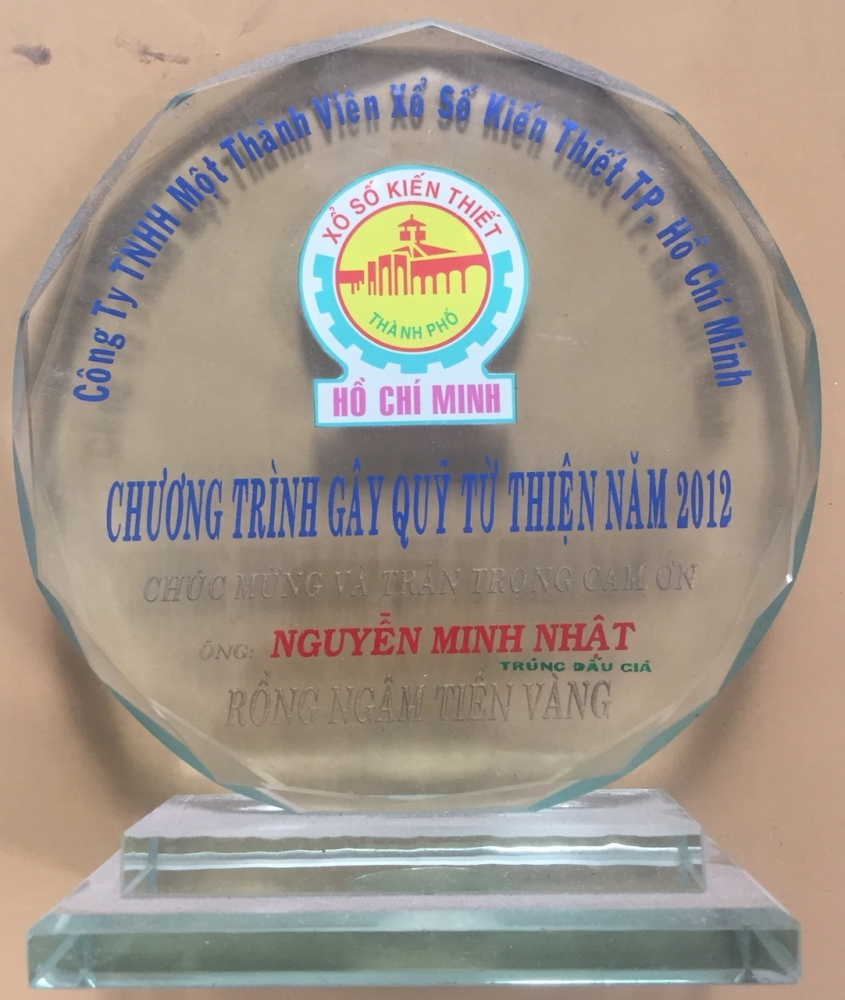 Công Ty TNHH Một Thành Viên Xổ Số Kiến Thiết TP. Hồ Chí Minh
XỔ SỐ KIẾN THIẾT
THÀNH PHỐ
HỒ CHÍ MINH
CHƯƠNG TRÌNH GÂY QUỸ TỪ THIỆN NĂM 2012
CHÚC MỪNG VÀ TRÂN TRỌNG CẢM ƠN
ÔNG: NGUYỄN MINH NHẬT
TRÚNG ĐẤU GIÁ
RỒNG NGẬM TIỀN VÀNG